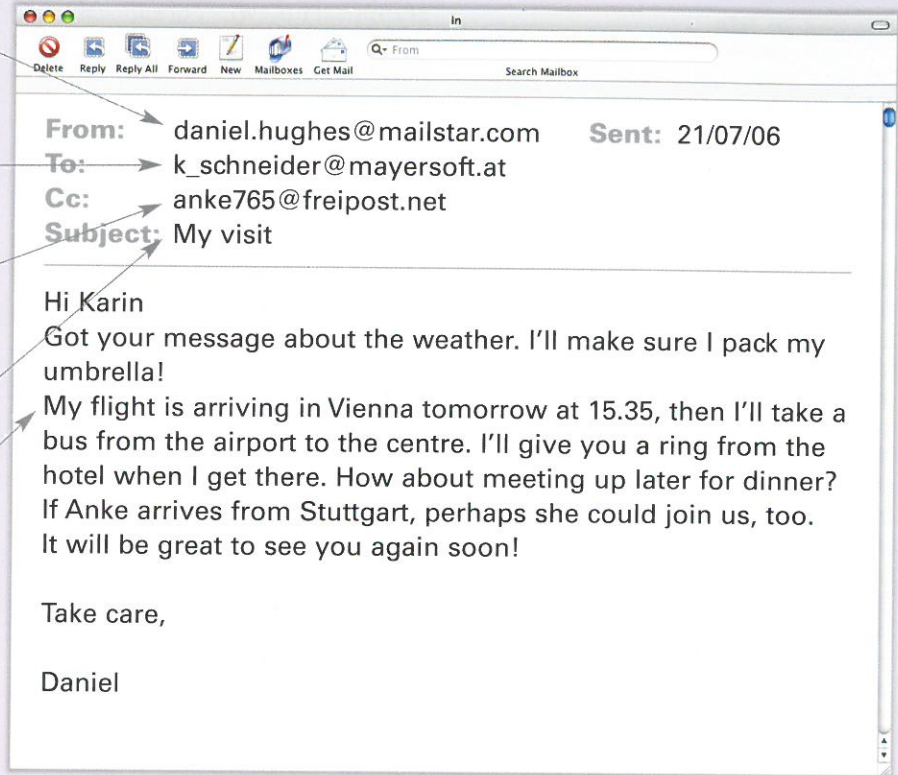 In
Q- From
Delete Reply Reply All Forward New Mailboxes Get Mail Search Mailbox
From: daniel.hughes@mailstar.com Sent: 21/07/06
To: k_schneider@mayersoft.at
Cc: anke765@freipost.net
Subject: My visit
Hi Karin
Got your message about the weather. I'll make sure I pack my
umbrella!
My flight is arriving in Vienna tomorrow at 15.35, then I'll take a
bus from the airport to the centre. I'll give you a ring from the
hotel when I get there. How about meeting up later for dinner?
If Anke arrives from Stuttgart, perhaps she could join us, too.
It will be great to see you again soon!
Take care,
Daniel